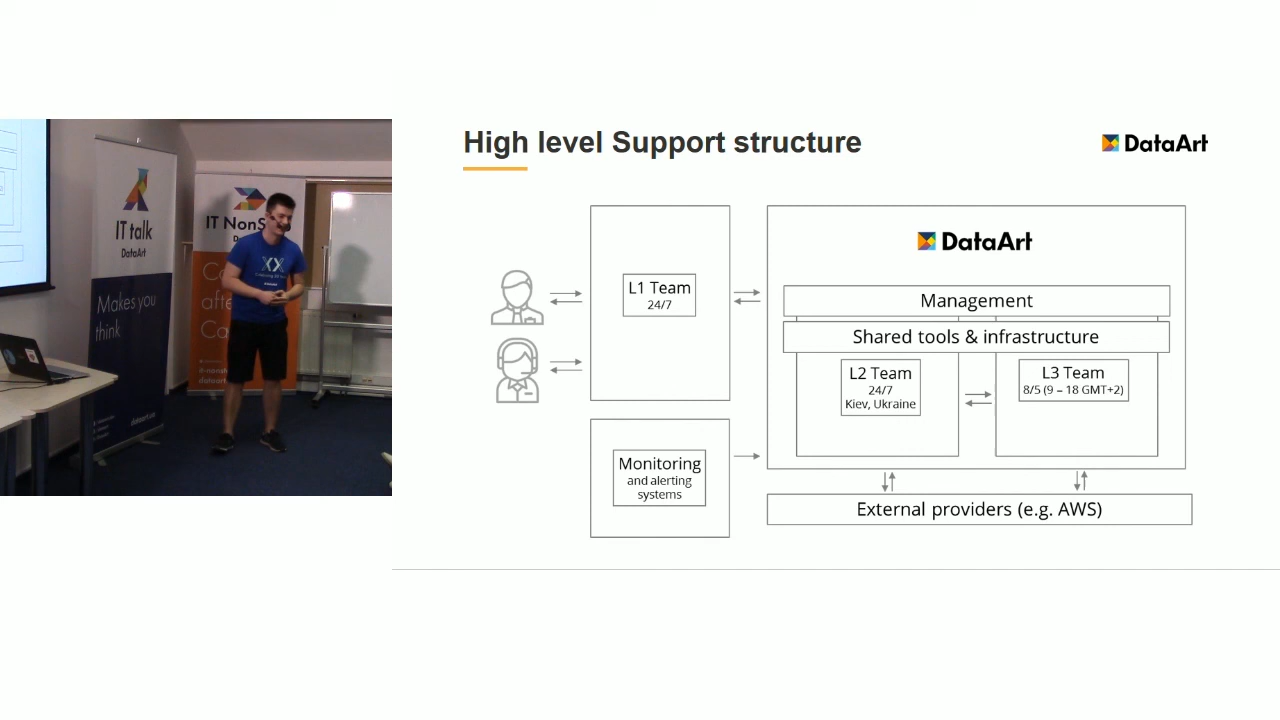 High level Support structure
DataArt
DataArt
L1 Team
24/7
Management
Shared tools & infrastructure
L2 Team
24/7
Kiev, Ukraine
L3 Team
8/5 (9 – 18 GMT+2)
Monitoring
and alerting
systems
External providers (e.g. AWS)
IT talk
DataArt
Makes you
think
IT NonS
XX